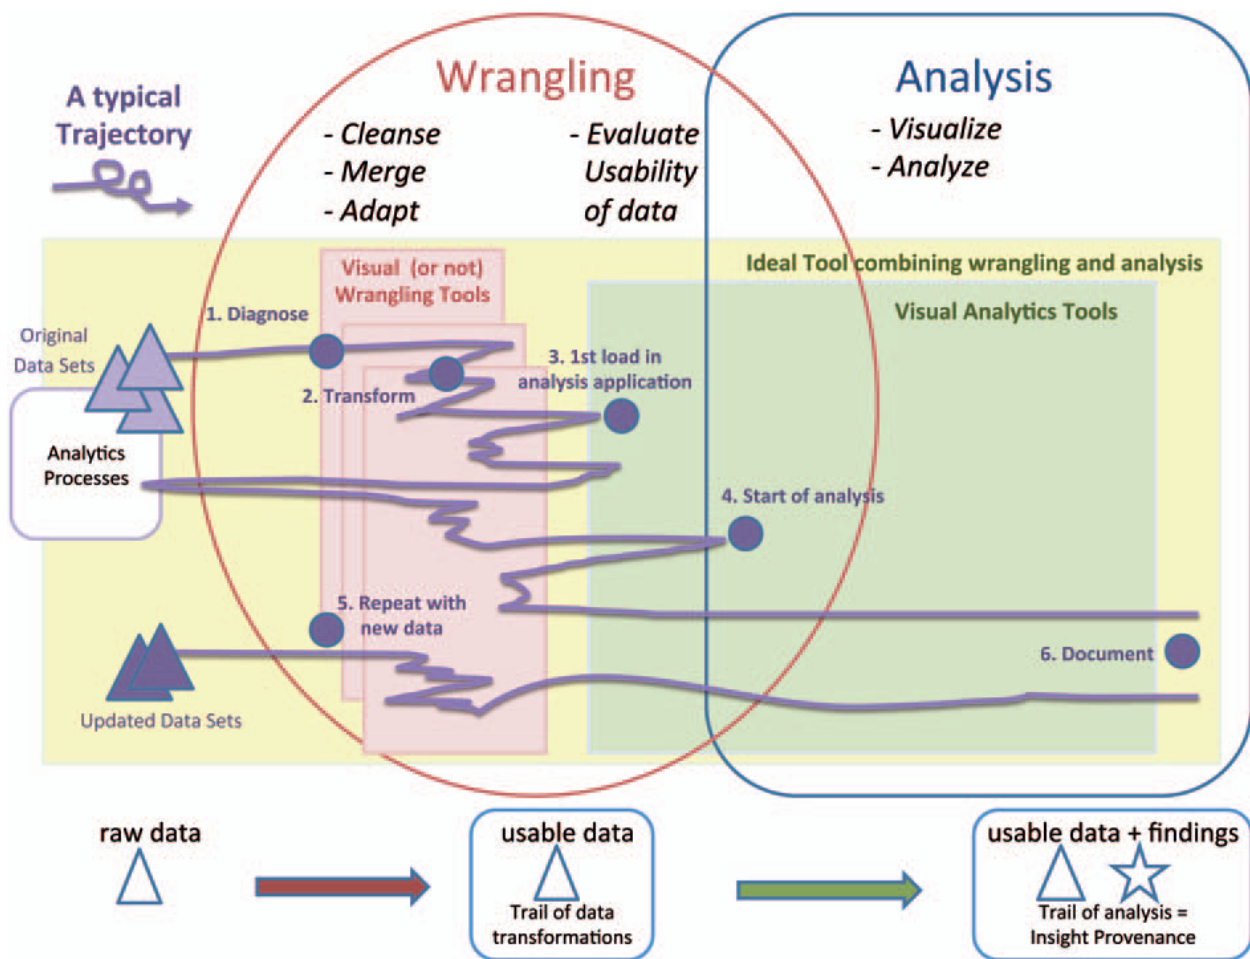 Wrangling
Analysis
A typical
Trajectory
- Cleanse
- Merge
- Adapt
- Evaluate
Usability
of data
- Visualize
- Analyze
Visual (or not)
Wrangling Tools
Ideal Tool combining wrangling and analysis
Visual Analytics Tools
1. Diagnose
Original
Data Sets
2. Transform
3. 1st load in
analysis application
Analytics
Processes
4. Start of analysis
5. Repeat with
new data
6. Document
Updated Data Sets
raw data
usable data
Trail of data
transformations
usable data + findings
Trail of analysis =
Insight Provenance